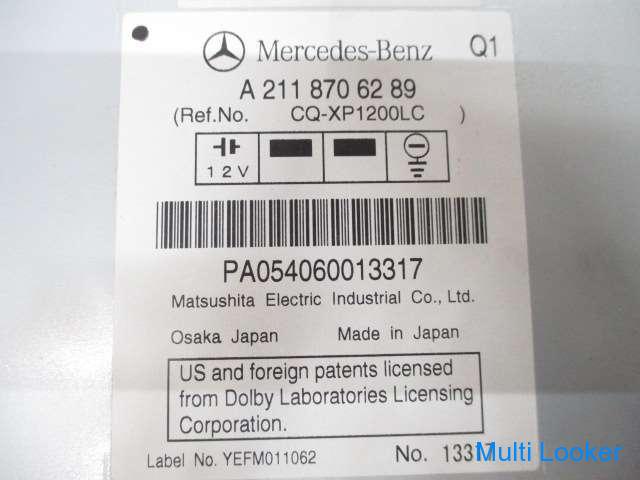 Mercedes-Benz Q1
A 211 870 62 89
(Ref.No. CQ-XP1200LC )
12V
PA054060013317
Matsushita Electric Industrial Co., Ltd.
Osaka Japan Made in Japan
US and foreign patents licensed
from Dolby Laboratories Licensing
Corporation.
Label No. YEFM011062 No. 13317
Multi Looker